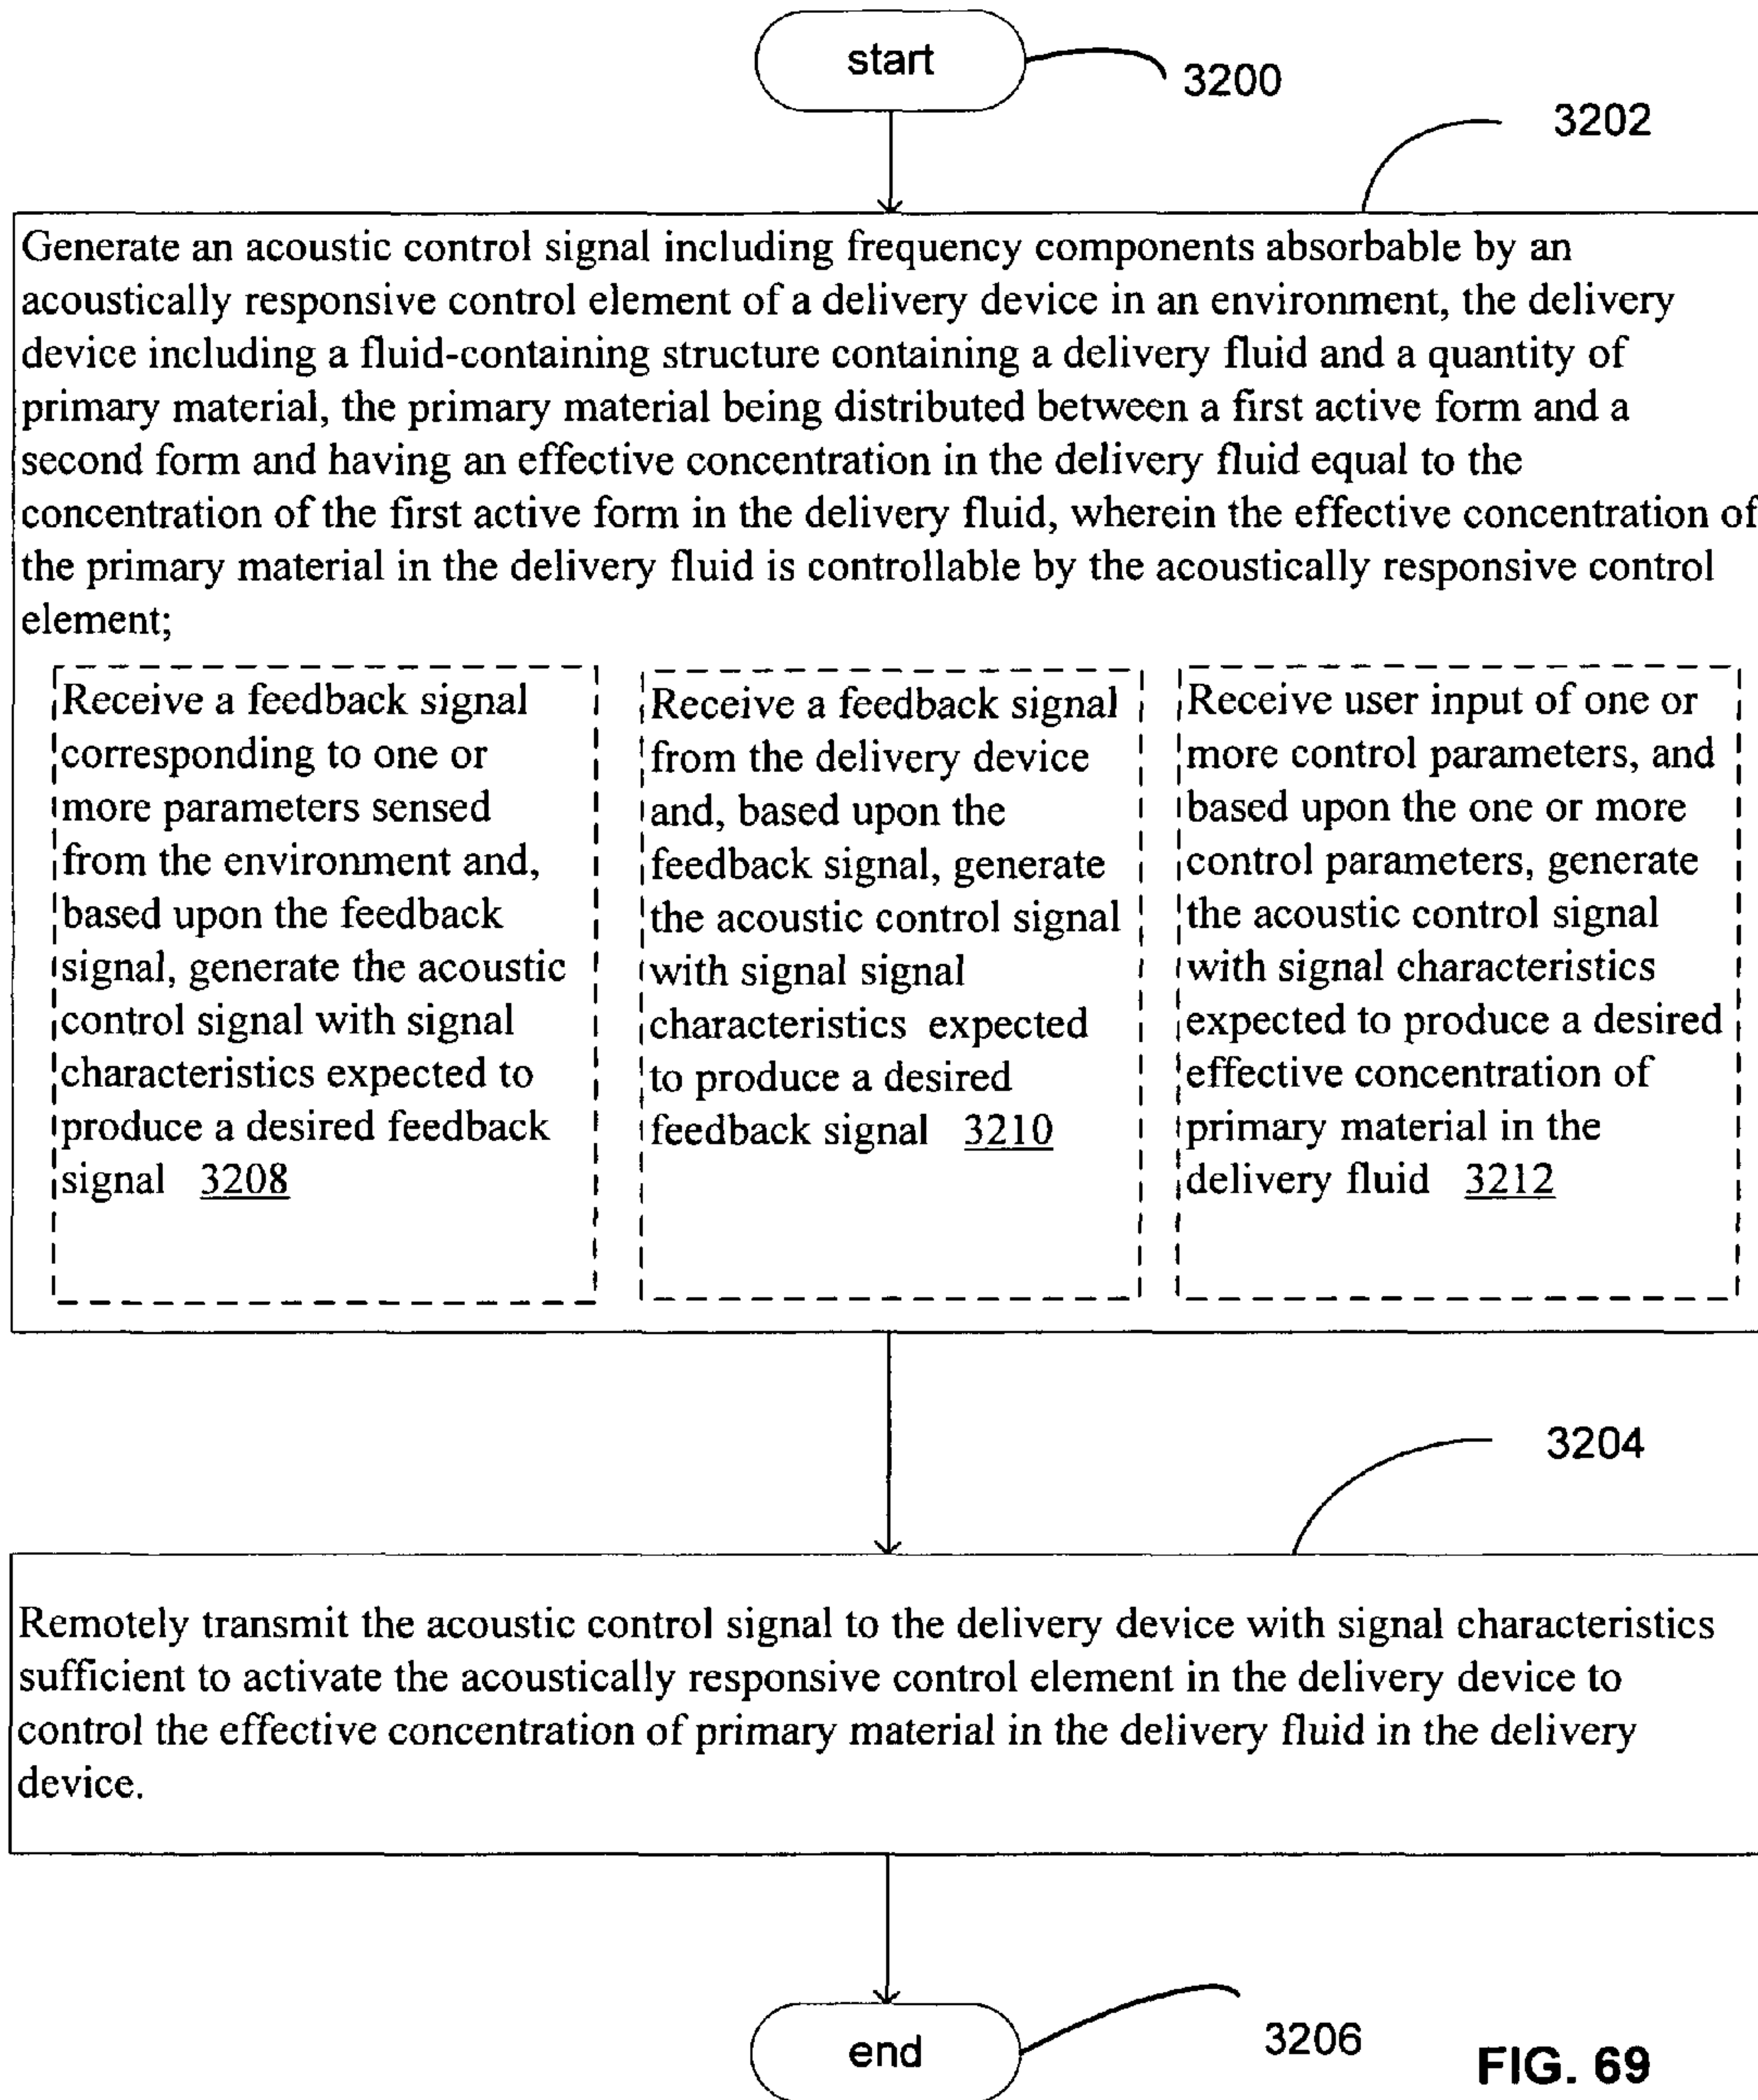 start
3200
3202
Generate an acoustic control signal including frequency components absorbable by an
acoustically responsive control element of a delivery device in an environment, the delivery
device including a fluid-containing structure containing a delivery fluid and a quantity of
primary material, the primary material being distributed between a first active form and a
second form and having an effective concentration in the delivery fluid equal to the
concentration of the first active form in the delivery fluid, wherein the effective concentration of
the primary material in the delivery fluid is controllable by the acoustically responsive control
element;
Receive a feedback signal
corresponding to one or
more parameters sensed
from the environment and,
based upon the feedback
signal, generate the acoustic
control signal with signal
characteristics expected to
produce a desired feedback
signal 3208
Receive a feedback signal
from the delivery device
and, based upon the
feedback signal, generate
the acoustic control signal
with signal signal
characteristics expected
to produce a desired
feedback signal 3210
Receive user input of one or
more control parameters, and
based upon the one or more
control parameters, generate
the acoustic control signal
with signal characteristics
expected to produce a desired
effective concentration of
primary material in the
delivery fluid 3212
3204
Remotely transmit the acoustic control signal to the delivery device with signal characteristics
sufficient to activate the acoustically responsive control element in the delivery device to
control the effective concentration of primary material in the delivery fluid in the delivery
device.
end
3206
FIG. 69